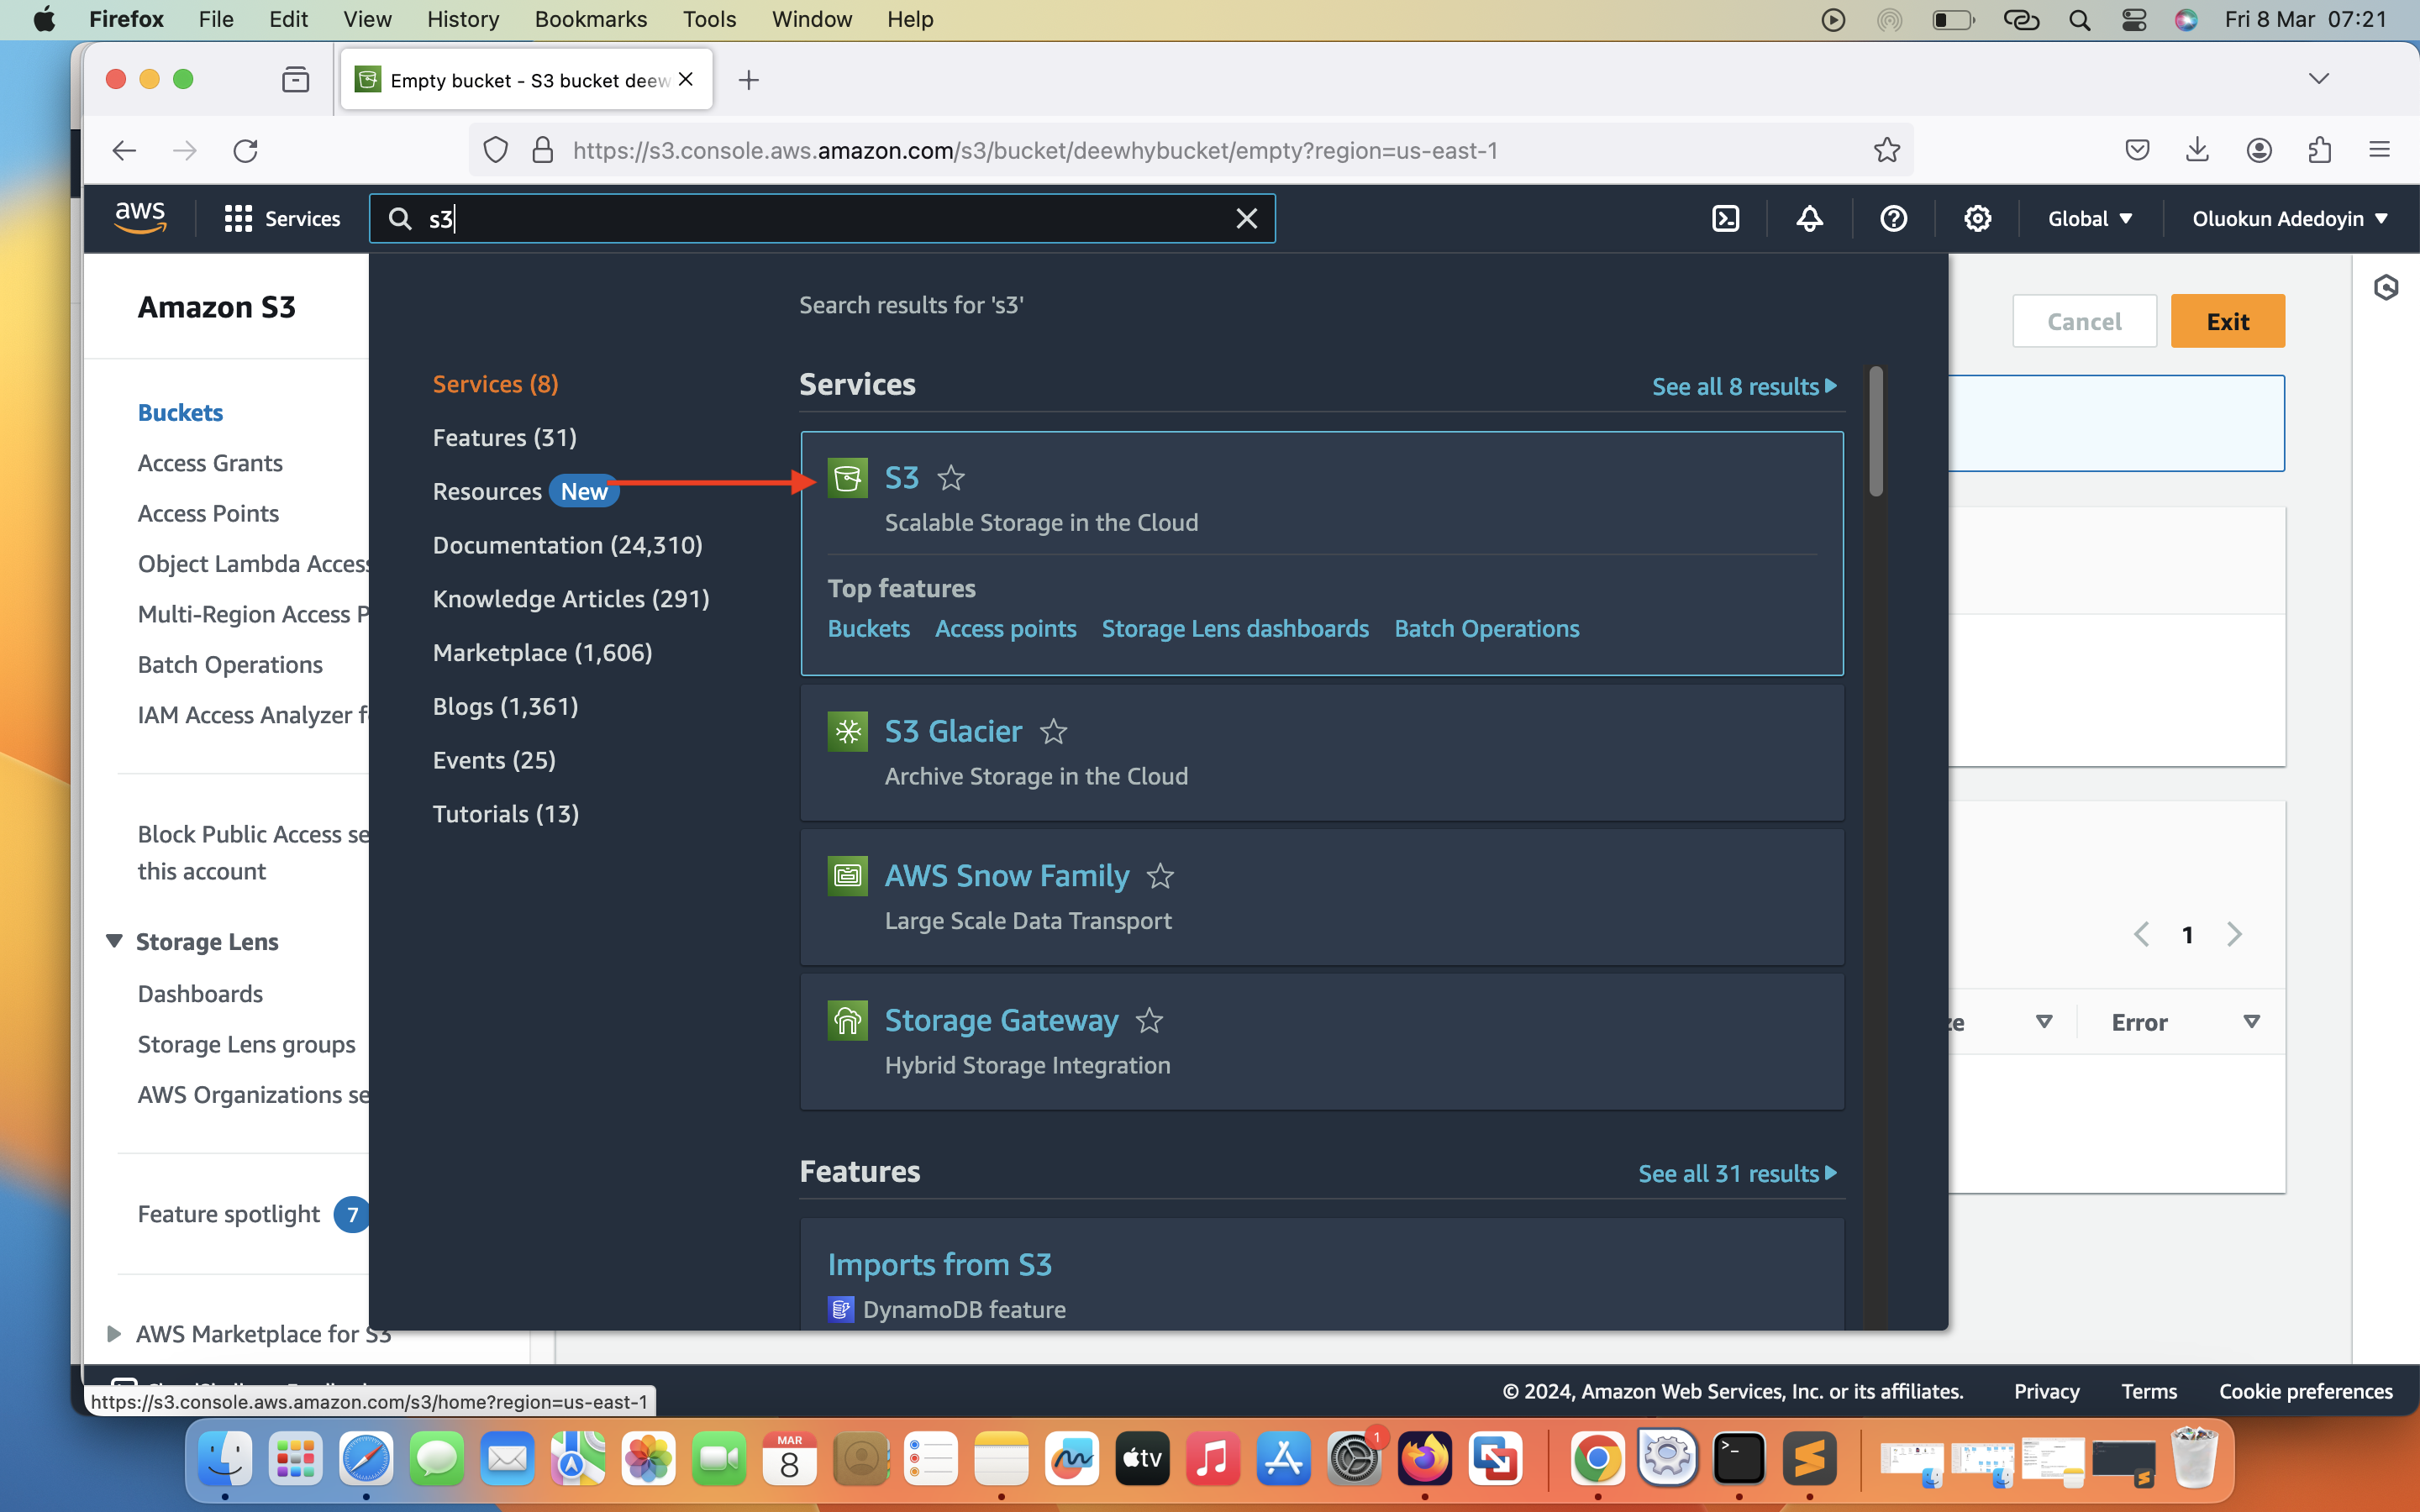 Firefox File Edit View History Bookmarks Tools Window Help Fri 8 Mar 07:21
Empty bucket - S3 bucket deew
https://s3.console.aws.amazon.com/s3/bucket/deewhybucket/empty?region=us-east-1
aws Services s3 Global Oluokun Adedoyin
Amazon S3
Buckets
Access Grants
Access Points
Object Lambda Access
Multi-Region Access P
Batch Operations
IAM Access Analyzer f
Block Public Access se
this account
Storage Lens
Dashboards
Storage Lens groups
AWS Organizations se
Feature spotlight 7
AWS Marketplace for S3
Search results for 's3'
Services (8)
Features (31)
Resources New
Documentation (24,310)
Knowledge Articles (291)
Marketplace (1,606)
Blogs (1,361)
Events (25)
Tutorials (13)
Services See all 8 results
S3
Scalable Storage in the Cloud
Top features
Buckets Access points Storage Lens dashboards Batch Operations
S3 Glacier
Archive Storage in the Cloud
AWS Snow Family
Large Scale Data Transport
Storage Gateway
Hybrid Storage Integration
Features See all 31 results
Imports from S3
DynamoDB feature
Cancel Exit
1
ze Error
https://s3.console.aws.amazon.com/s3/home?region=us-east-1
© 2024, Amazon Web Services, Inc. or its affiliates. Privacy Terms Cookie preferences
MAR
8
tv
1